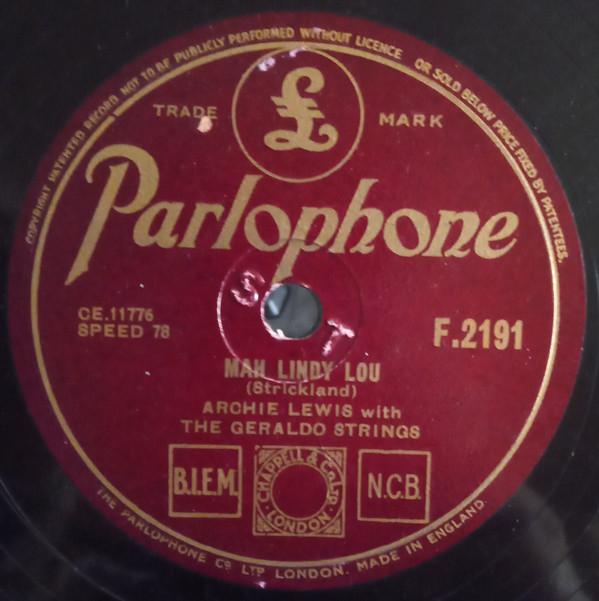 COPYRIGHT PATENTED RECORD. NOT TO BE PUBLICLY PERFORMED WITHOUT LICENCE OR SOLD BELOW PRICE FIXED BY PATENTEES.
£
TRADE MARK
Parlophone
CE.11776
SPEED 78
F.2191
S T
MAH LINDY LOU
(Strickland)
ARCHIE LEWIS with
THE GERALDO STRINGS
B.I.E.M.
CHAPPELL & Co LTD
LONDON
N.C.B.
THE PARLOPHONE Co LTD LONDON. MADE IN ENGLAND.